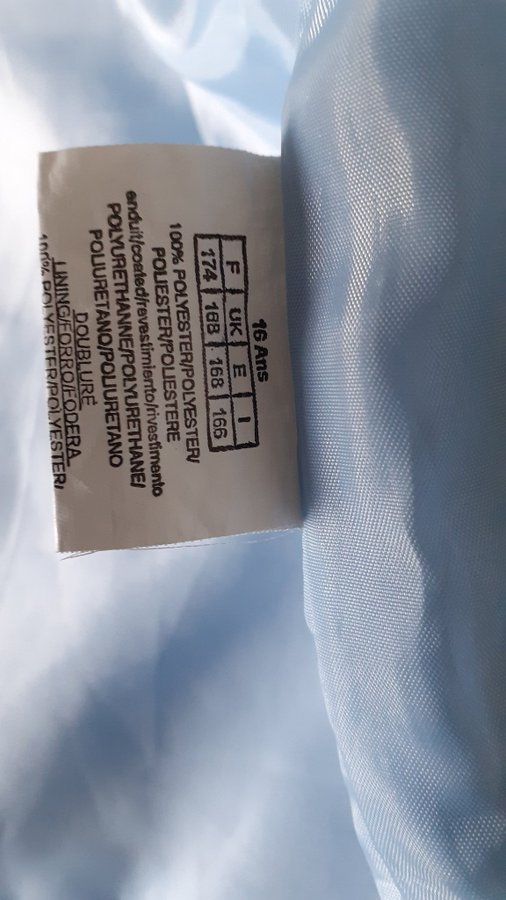 16 Ans
F UK E I
174 168 168 166
100% POLYESTER/POLYESTER/
POLIESTER/POLIESTERE
enduit/coated/revestimiento/rivestimento
POLYURETHANNE/POLYURETHANE/
POLIURETANO/POLIURETANO
DOUBLURE
LINING/FORRO/FODERA
100% POLYESTER/POLYESTER/